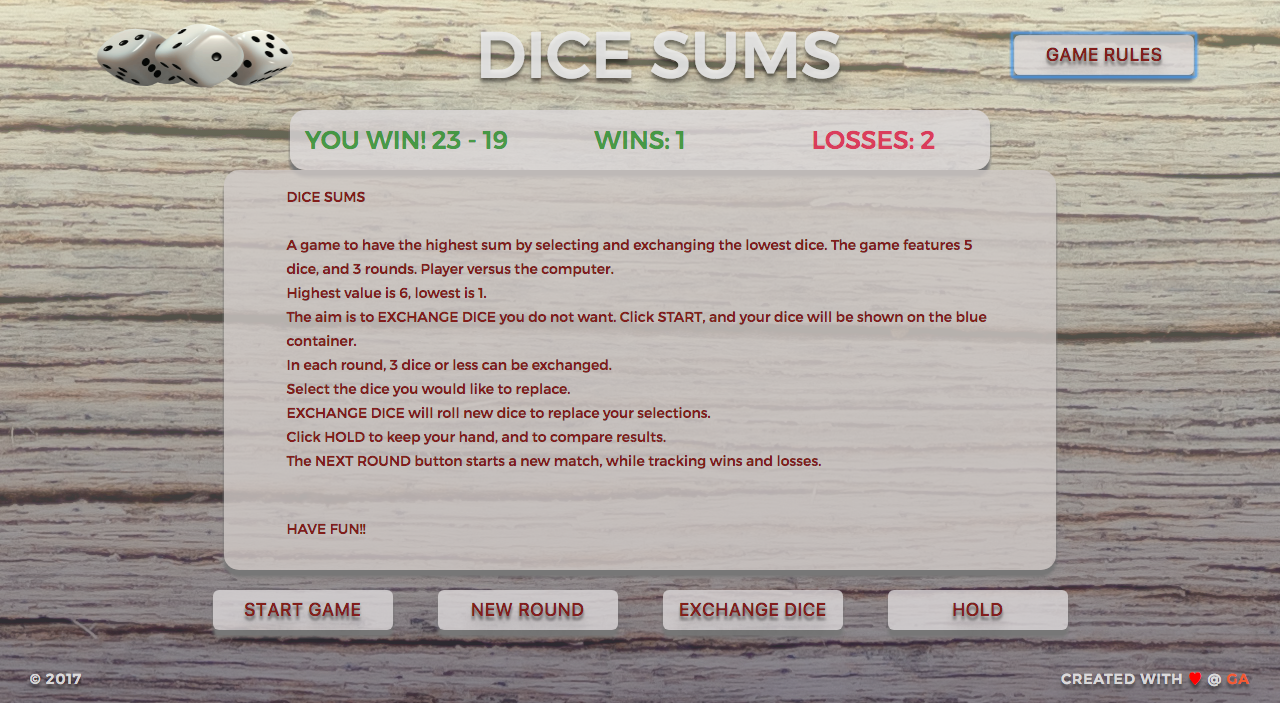 DICE SUMS
GAME RULES
YOU WIN! 23 - 19 WINS: 1 LOSSES: 2
DICE SUMS
A game to have the highest sum by selecting and exchanging the lowest dice. The game features 5
dice, and 3 rounds. Player versus the computer.
Highest value is 6, lowest is 1.
The aim is to EXCHANGE DICE you do not want. Click START, and your dice will be shown on the blue
container.
In each round, 3 dice or less can be exchanged.
Select the dice you would like to replace.
EXCHANGE DICE will roll new dice to replace your selections.
Click HOLD to keep your hand, and to compare results.
The NEXT ROUND button starts a new match, while tracking wins and losses.
HAVE FUN!!
START GAME NEW ROUND EXCHANGE DICE HOLD
© 2017
CREATED WITH ♥ @ GA